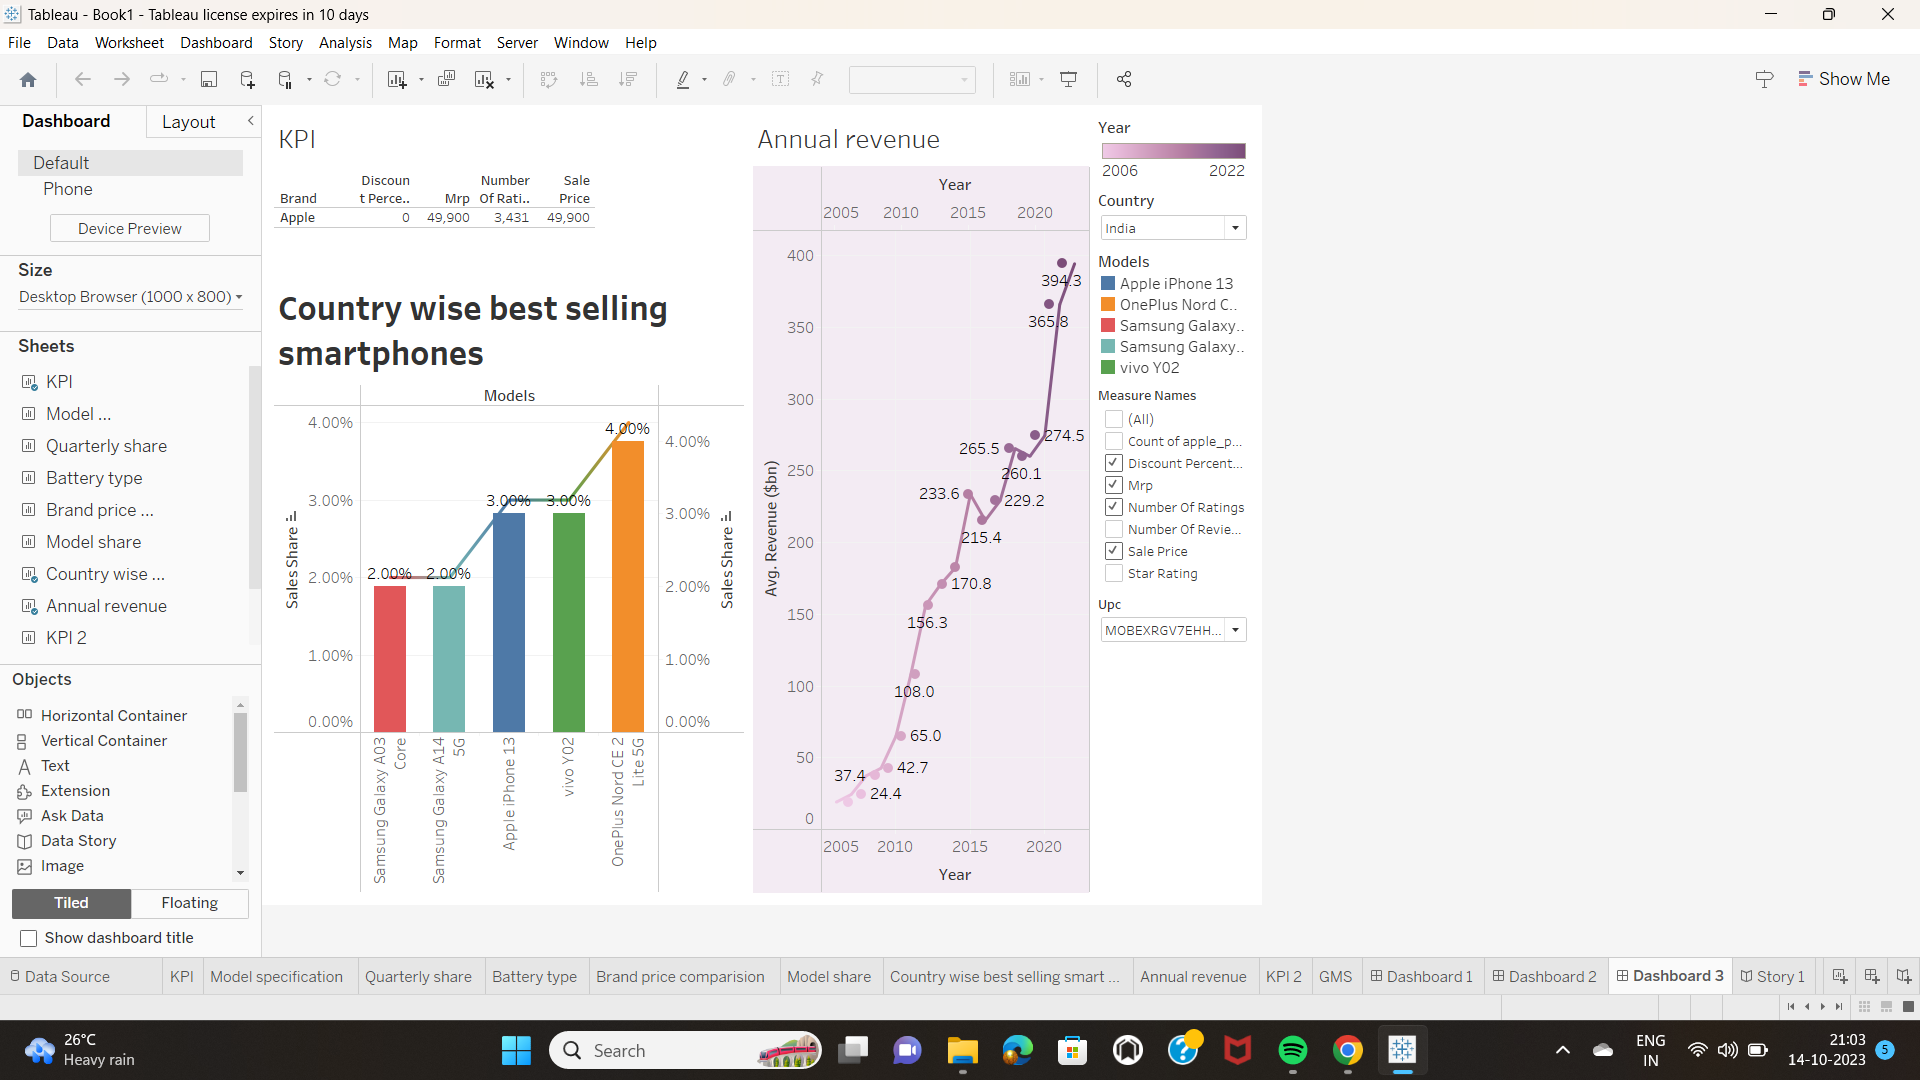 Tableau - Book1 - Tableau license expires in 10 days
File Data Worksheet Dashboard Story Analysis Map Format Server Window Help
Show Me
Dashboard
Layout
Default
Phone
Device Preview
Size
Desktop Browser (1000 x 800)
Sheets
KPI
Model ...
Quarterly share
Battery type
Brand price ...
Model share
Country wise ...
Annual revenue
KPI 2
Objects
Horizontal Container
Vertical Container
Text
Extension
Ask Data
Data Story
Image
Tiled
Floating
Show dashboard title
KPI
Brand
Discoun
t Perce..
Mrp
Number
Of Rati..
Sale
Price
Apple 0 49,900 3,431 49,900
Country wise best selling
smartphones
Models
4.00%
3.00%
2.00%
1.00%
0.00%
Sales Share
2.00% 2.00% 3.00% 3.00% 4.00%
4.00%
3.00%
2.00%
1.00%
0.00%
Sales Share
Samsung Galaxy A03
Core
Samsung Galaxy A14
5G
Apple iPhone 13
vivo Y02
OnePlus Nord CE 2
Lite 5G
Annual revenue
Year
2005 2010 2015 2020
Avg. Revenue ($bn)
400
350
300
250
200
150
100
50
0
394.3
365.8
274.5
265.5
260.1
233.6
229.2
215.4
170.8
156.3
108.0
65.0
42.7
37.4
24.4
2005 2010 2015 2020
Year
Year
2006 2022
Country
India
Models
Apple iPhone 13
OnePlus Nord C..
Samsung Galaxy..
Samsung Galaxy..
vivo Y02
Measure Names
(All)
Count of apple_p...
Discount Percent...
Mrp
Number Of Ratings
Number Of Revie...
Sale Price
Star Rating
Upc
MOBEXRGV7EHH...
Data Source KPI Model specification Quarterly share Battery type Brand price comparision Model share Country wise best selling smart ... Annual revenue KPI 2 GMS Dashboard 1 Dashboard 2 Dashboard 3 Story 1
26°C
Heavy rain
Search
ENG
IN
21:03
14-10-2023
5